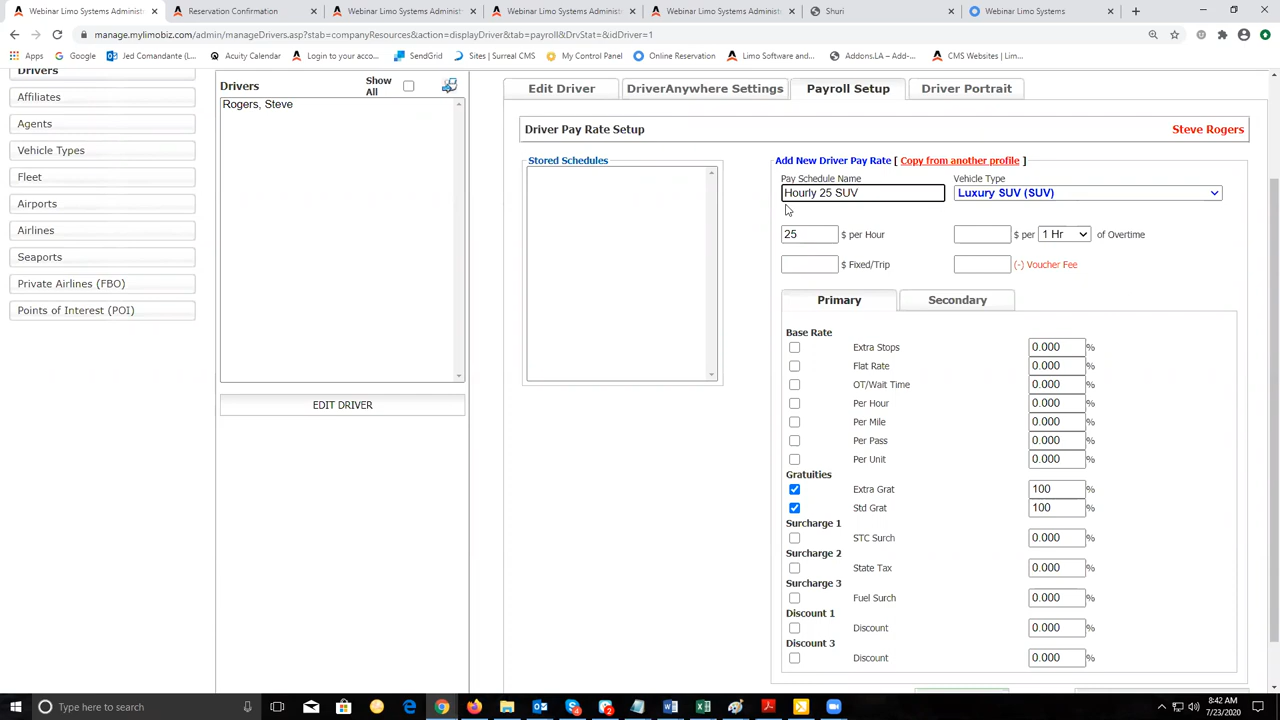 Webinar Limo Systems Administra
Reservation Confirmation
Webinar Limo Systems Administ
Webinar Limo Systems Administ
Webinar Limo Systems Administ
Shuri
Webinar Limo Systems
manage.mylimobiz.com/admin/manageDrivers.asp?stab=companyResources&action=displayDriver&tab=payroll&DrvStat=&idDriver=1
Apps
Google
Jed Comandante (O...
Acuity Calendar
Login to your acco...
SendGrid
Sites | Surreal CMS
My Control Panel
Online Reservation
Limo Software & Ap...
Addons.LA – Add-...
CMS Websites | Lim...
Drivers
Affiliates
Agents
Vehicle Types
Fleet
Airports
Airlines
Seaports
Private Airlines (FBO)
Points of Interest (POI)
Drivers
Show All
Rogers, Steve
EDIT DRIVER
Edit Driver
DriverAnywhere Settings
Payroll Setup
Driver Portrait
Driver Pay Rate Setup
Steve Rogers
Stored Schedules
Add New Driver Pay Rate [ Copy from another profile ]
Pay Schedule Name
Vehicle Type
Hourly 25 SUV
Luxury SUV (SUV)
25 $ per Hour
$ per 1 Hr of Overtime
$ Fixed/Trip
(-) Voucher Fee
Primary
Secondary
Base Rate
Extra Stops 0.000 %
Flat Rate 0.000 %
OT/Wait Time 0.000 %
Per Hour 0.000 %
Per Mile 0.000 %
Per Pass 0.000 %
Per Unit 0.000 %
Gratuities
Extra Grat 100 %
Std Grat 100 %
Surcharge 1
STC Surch 0.000 %
Surcharge 2
State Tax 0.000 %
Surcharge 3
Fuel Surch 0.000 %
Discount 1
Discount 0.000 %
Discount 3
Discount 0.000 %
Type here to search
8:42 AM
7/23/2020